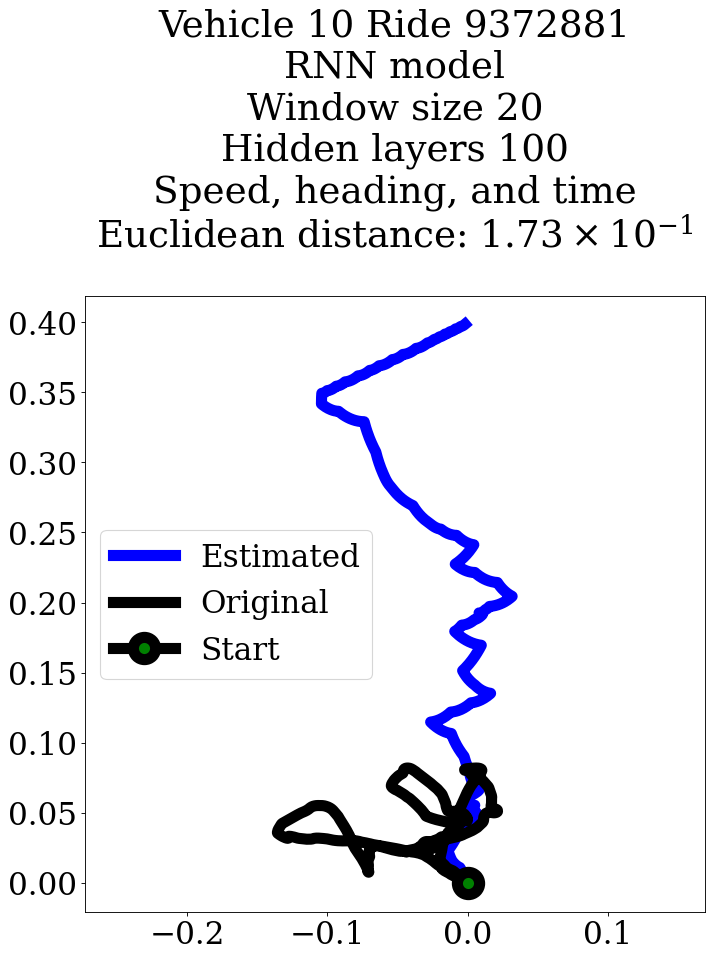 Vehicle 10 Ride 9372881
RNN model
Window size 20
Hidden layers 100
Speed, heading, and time
Euclidean distance: 1.73 × 10⁻¹
0.40
0.35
0.30
0.25
0.20
0.15
0.10
0.05
0.00
Estimated
Original
Start
−0.2 −0.1 0.0 0.1